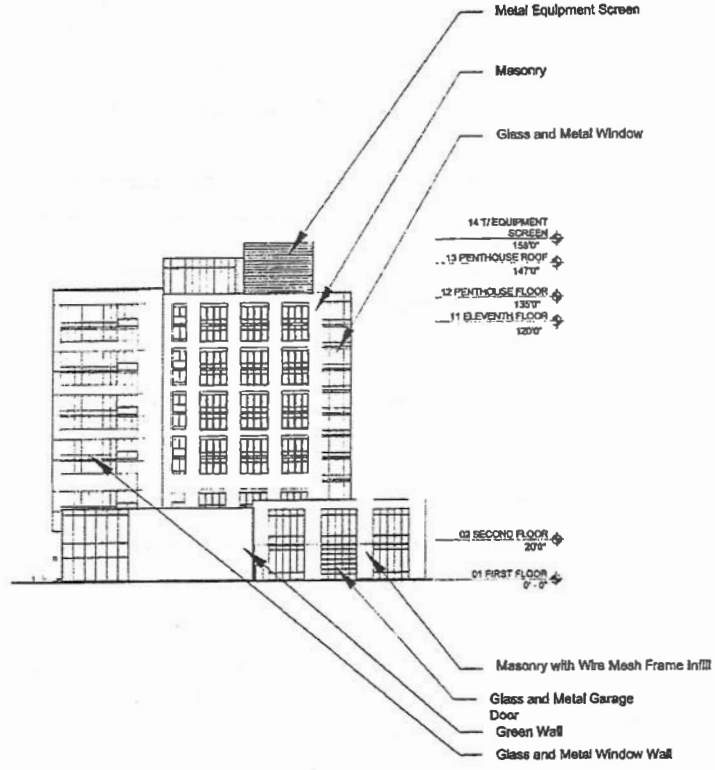 Metal Equipment Screen
Masonry
Glass and Metal Window
14 T/ EQUIPMENT
SCREEN
158'0"
13 PENTHOUSE ROOF
147'0"
12 PENTHOUSE FLOOR
135'0"
11 ELEVENTH FLOOR
120'0"
02 SECOND FLOOR
20'0"
01 FIRST FLOOR
0' - 0"
Masonry with Wire Mesh Frame Infill
Glass and Metal Garage
Door
Green Wall
Glass and Metal Window Wall